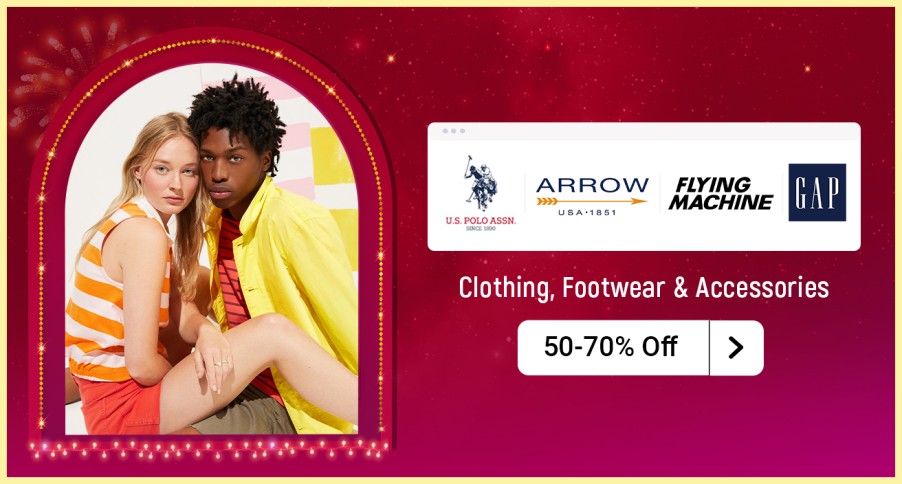 U.S. POLO ASSN.
SINCE 1890
ARROW
USA·1851
FLYING
MACHINE
GAP
Clothing, Footwear & Accessories
50-70% Off